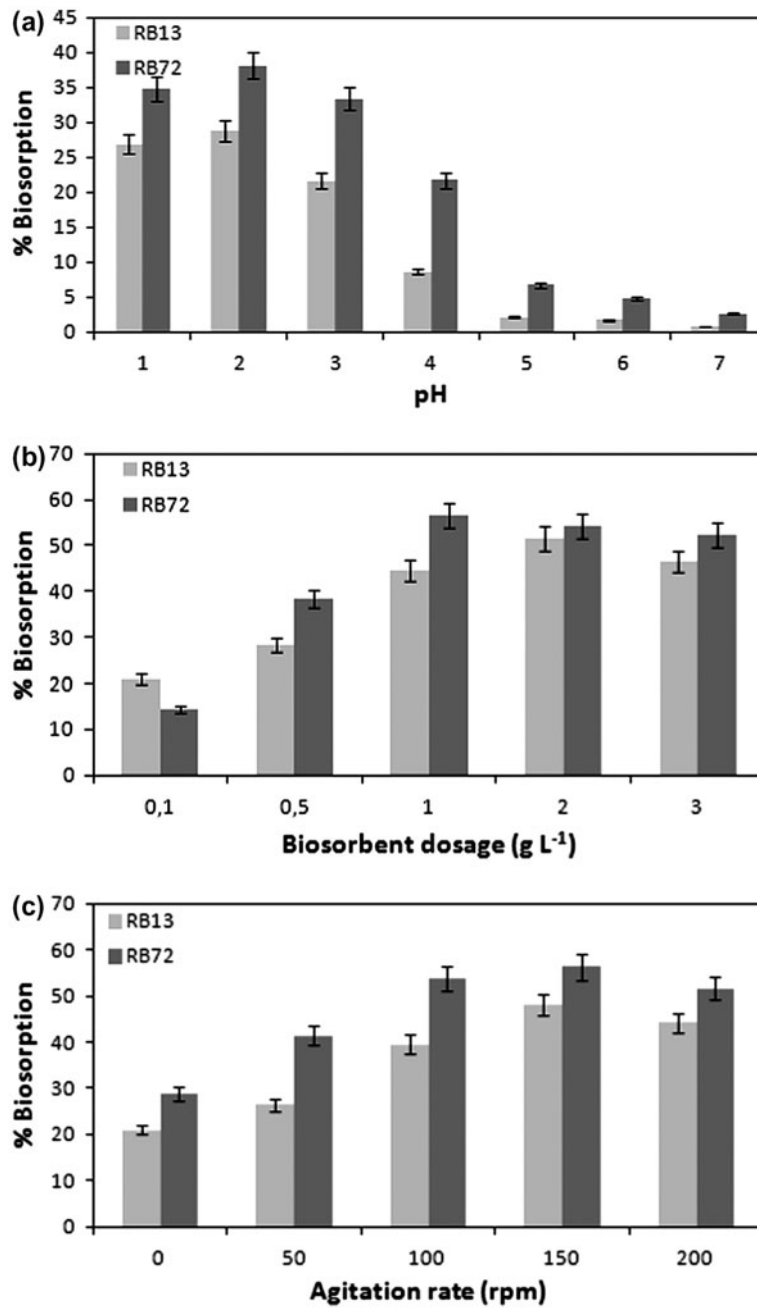 (a)
RB13
RB72
45
40
35
30
25
20
15
10
5
0
% Biosorption
1 2 3 4 5 6 7
pH
(b)
RB13
RB72
70
60
50
40
30
20
10
0
% Biosorption
0,1 0,5 1 2 3
Biosorbent dosage (g L⁻¹)
(c)
RB13
RB72
70
60
50
40
30
20
10
0
% Biosorption
0 50 100 150 200
Agitation rate (rpm)